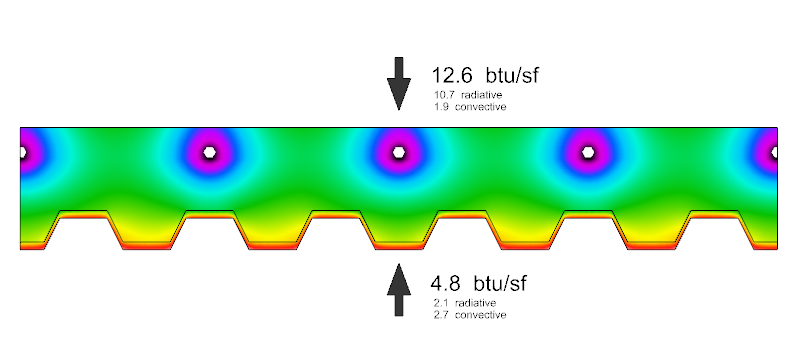 12.6 btu/sf
10.7 radiative
1.9 convective
4.8 btu/sf
2.1 radiative
2.7 convective